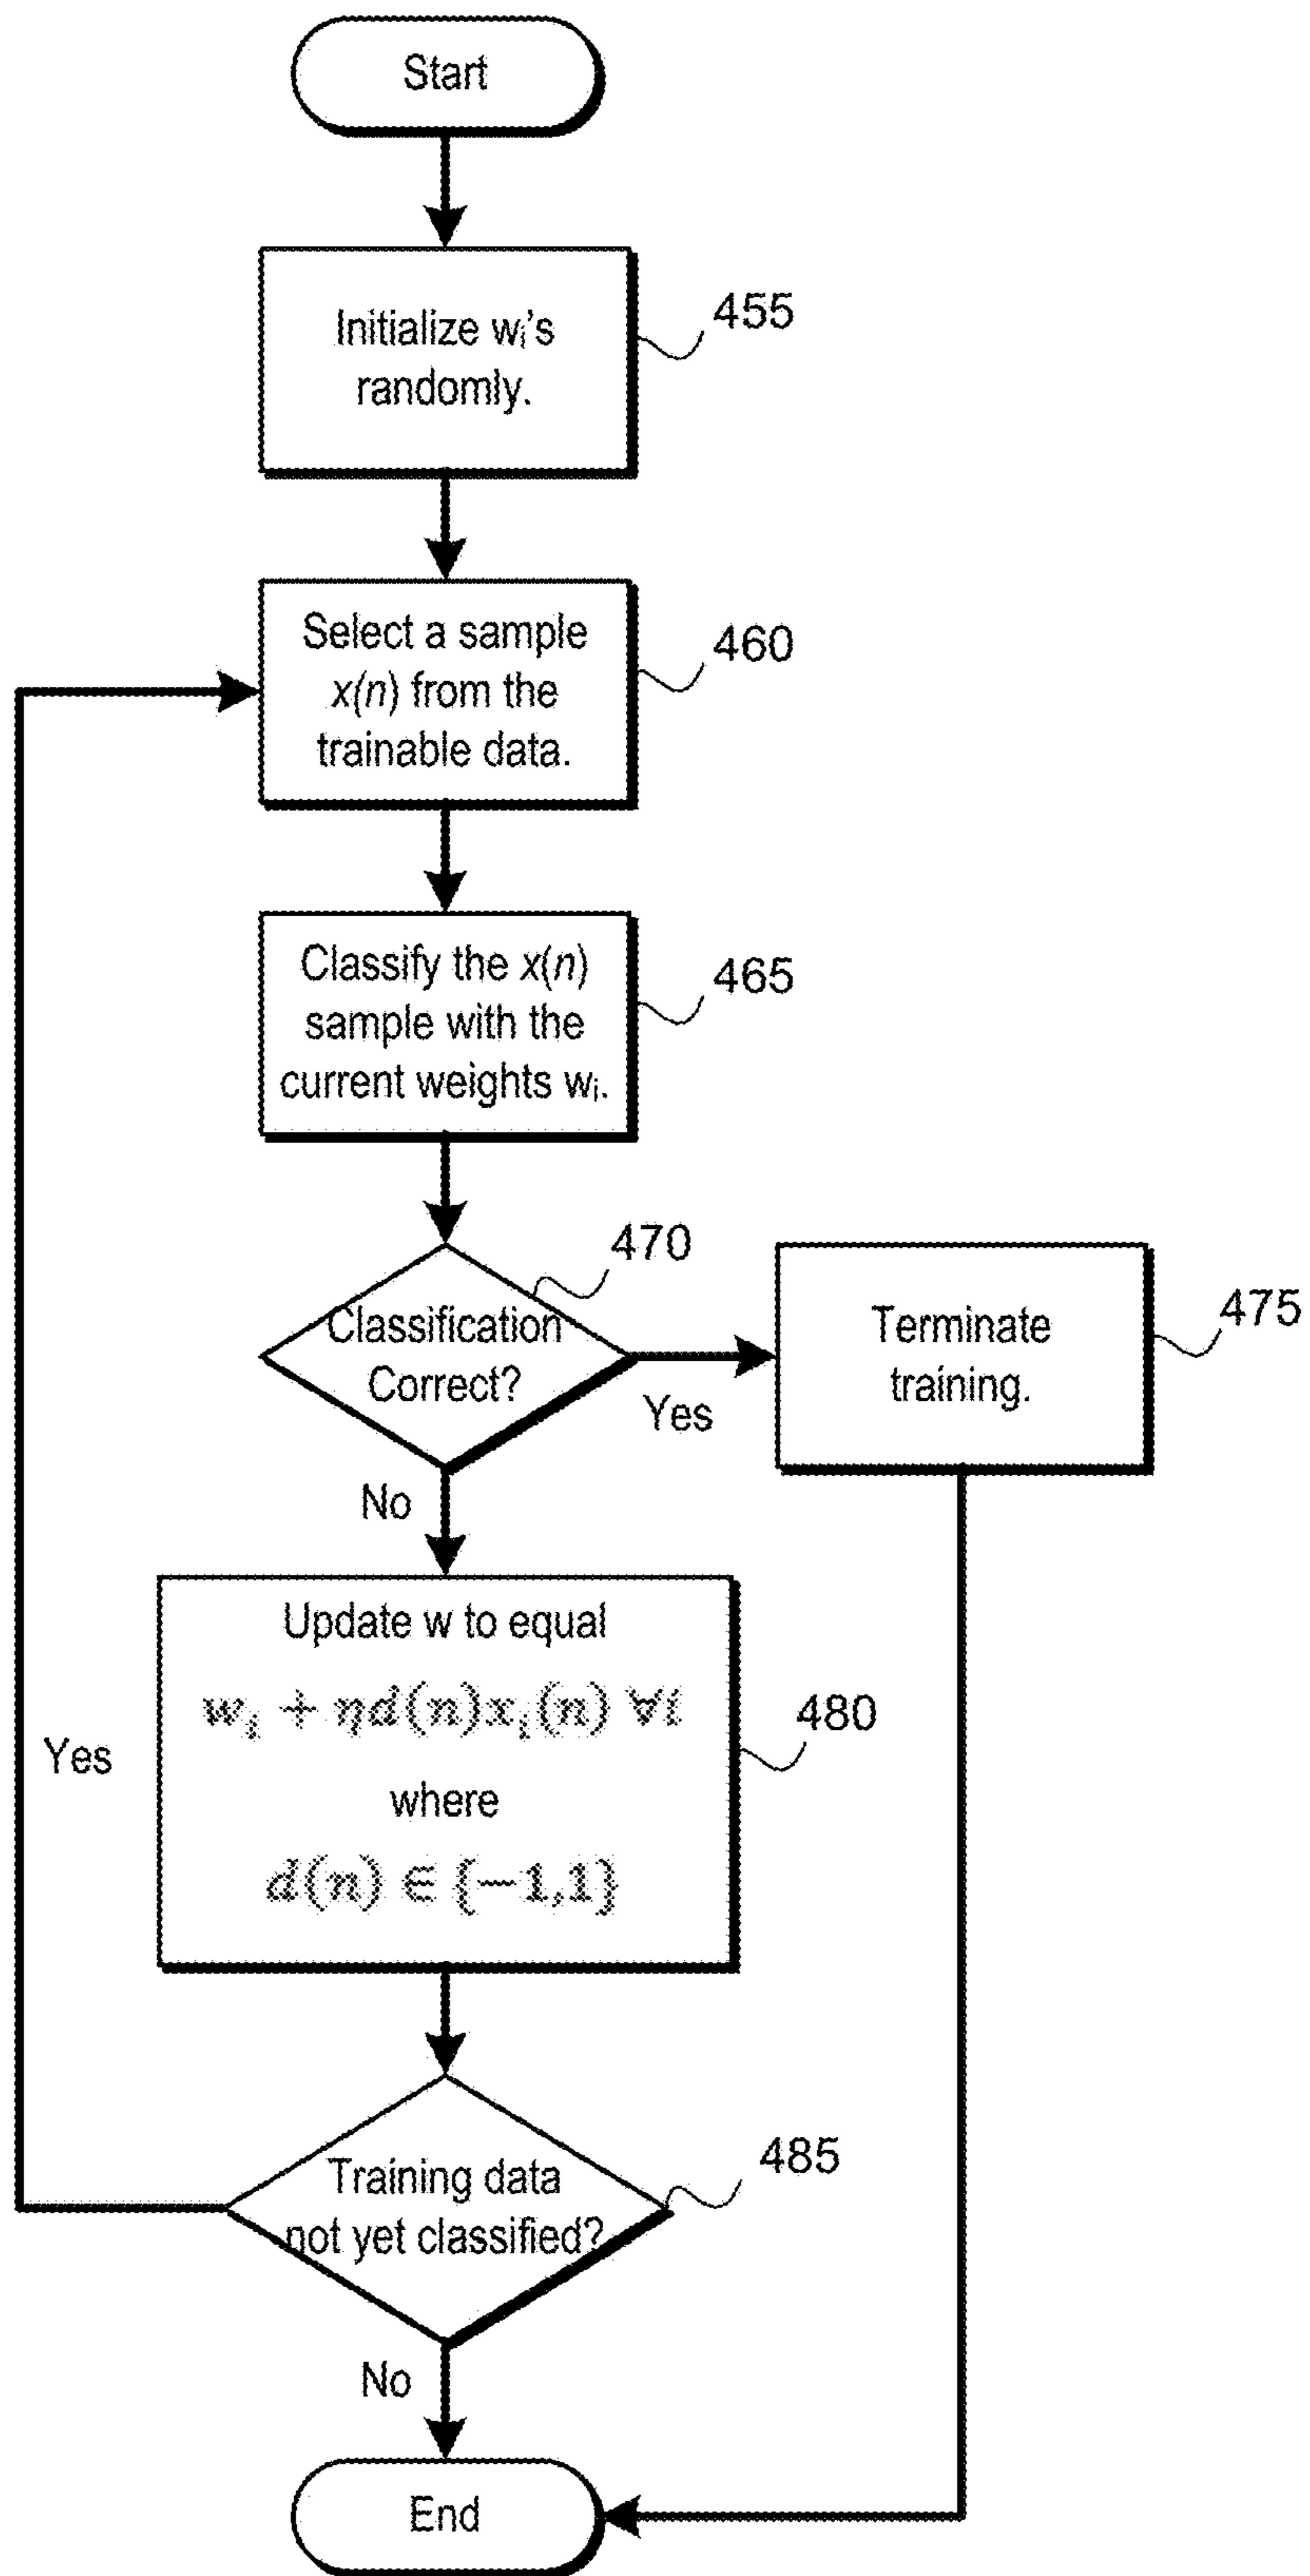 Start
Initialize wᵢ's
randomly.
455
Select a sample
x(n) from the
trainable data.
460
Classify the x(n)
sample with the
current weights wᵢ.
465
470
Classification
Correct?
Yes
Terminate
training.
475
No
Update w to equal
wᵢ + ηd(n)xᵢ(n) ∀i
where
d(n) ∈ {−1,1}
480
Yes
Training data
not yet classified?
485
No
End